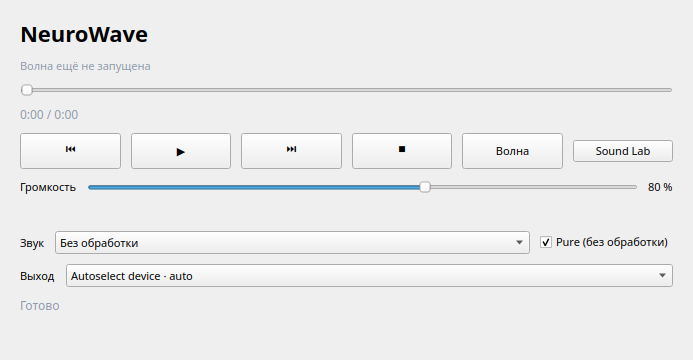 NeuroWave
Волна ещё не запущена
0:00 / 0:00
Волна Sound Lab
Громкость 80 %
Звук Без обработки Pure (без обработки)
Выход Autoselect device · auto
Готово